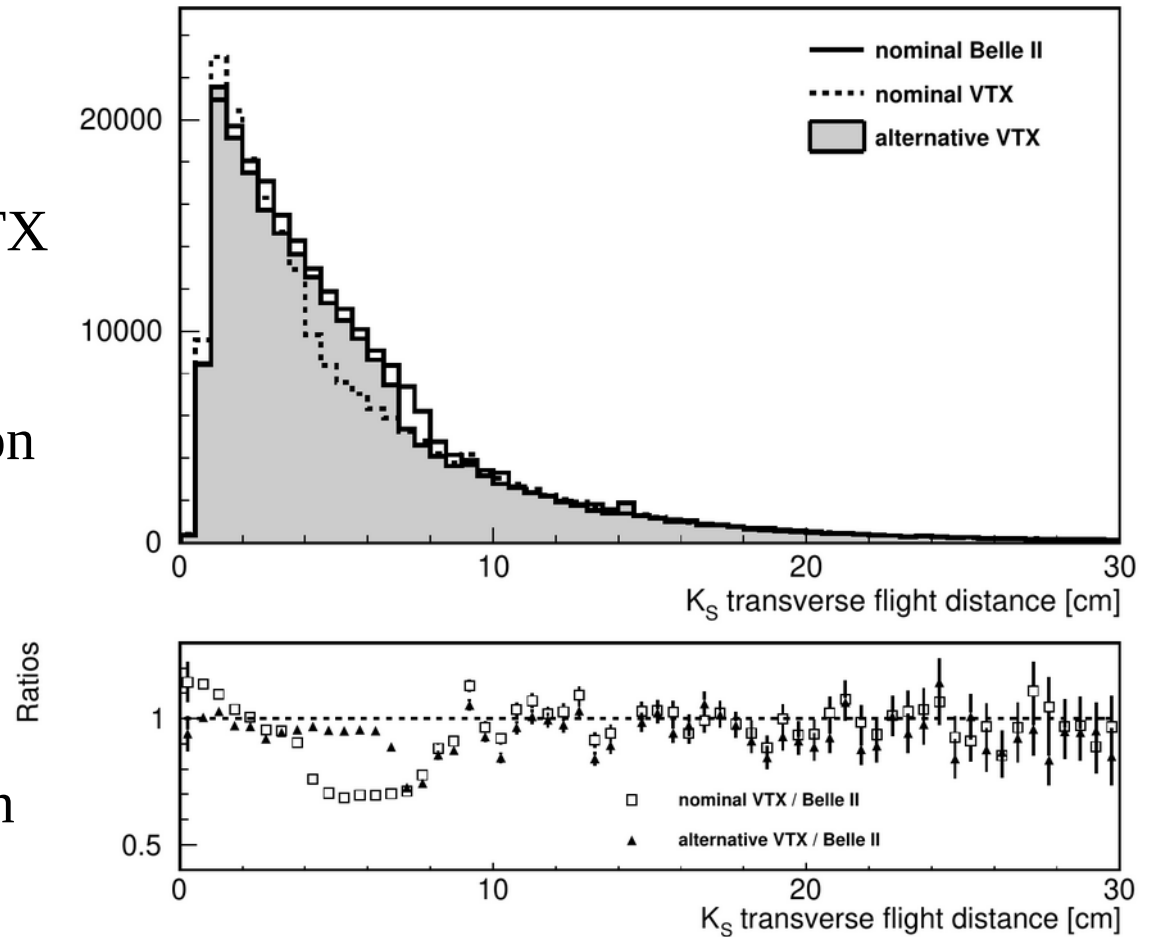 nominal Belle II
nominal VTX
alternative VTX
20000
10000
0
0 10 20 30
K_S transverse flight distance [cm]
TX
on
n
Ratios
1
0.5
nominal VTX / Belle II
alternative VTX / Belle II
0 10 20 30
K_S transverse flight distance [cm]